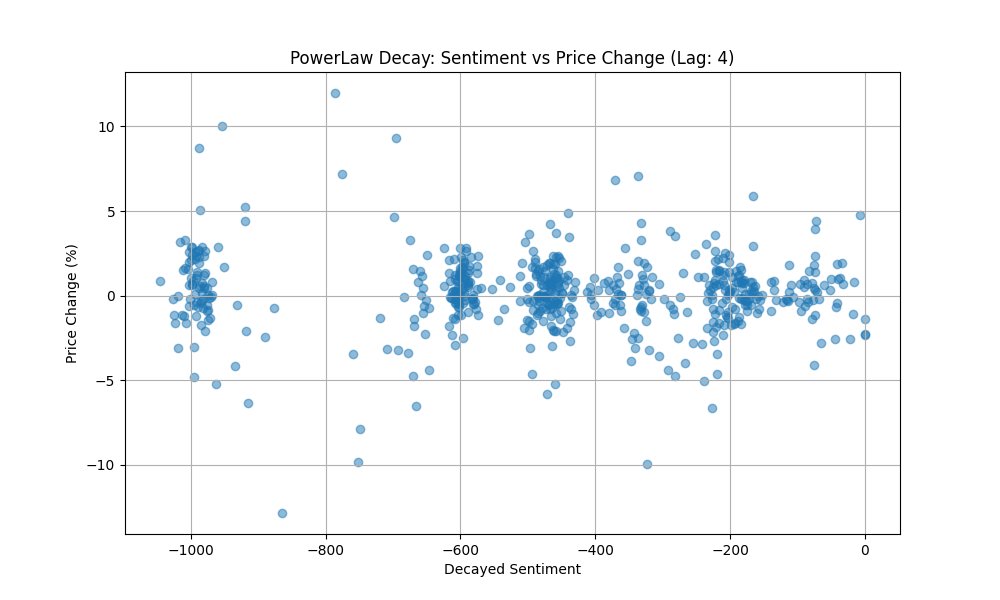 PowerLaw Decay: Sentiment vs Price Change (Lag: 4)
Price Change (%)
10
5
0
−5
−10
−1000 −800 −600 −400 −200 0
Decayed Sentiment